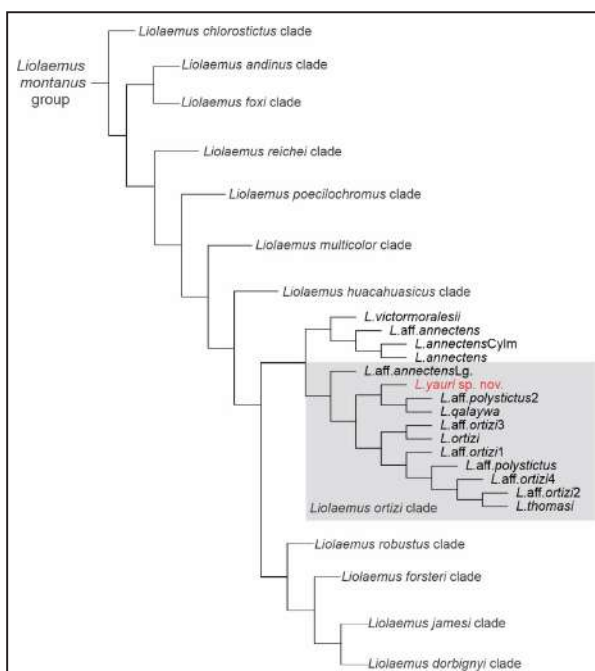 Liolaemus chlorostictus clade
Liolaemus
montanus
group
Liolaemus andinus clade
Liolaemus foxi clade
Liolaemus reichei clade
Liolaemus poecilochromus clade
Liolaemus multicolor clade
Liolaemus huacahuasicus clade
L.victormoralesii
L.aff.annectens
L.annectensCylm
L.annectens
L.aff.annectensLg.
L.yauri sp. nov.
L.aff.polystictus2
L.qalaywa
L.aff.ortizi3
L.ortizi
L.aff.ortizi1
L.aff.polystictus
L.aff.ortizi4
L.aff.ortizi2
L.thomasi
Liolaemus ortizi clade
Liolaemus robustus clade
Liolaemus forsteri clade
Liolaemus jamesi clade
Liolaemus dorbignyi clade